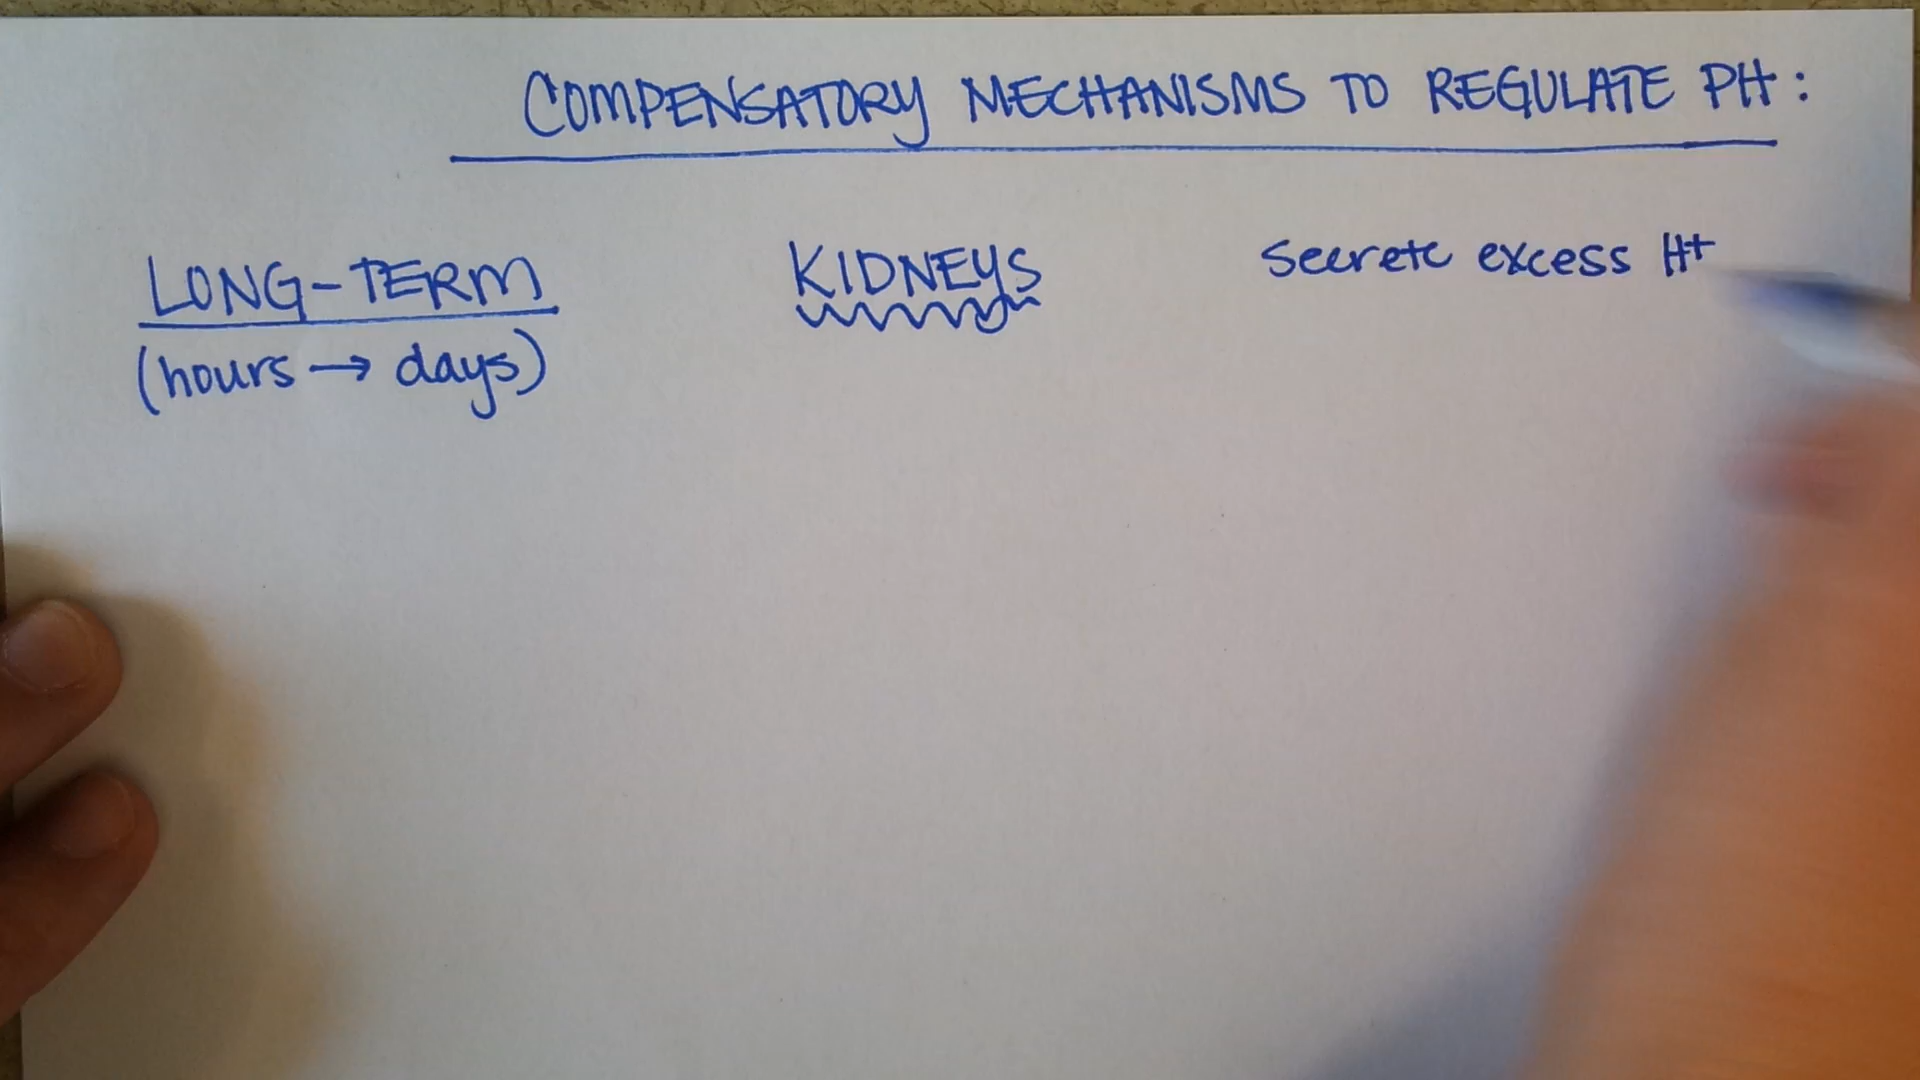 COMPENSATORY MECHANISMS TO REGULATE PH:
LONG-TERM
(hours → days)
KIDNEYS
secrete excess H+